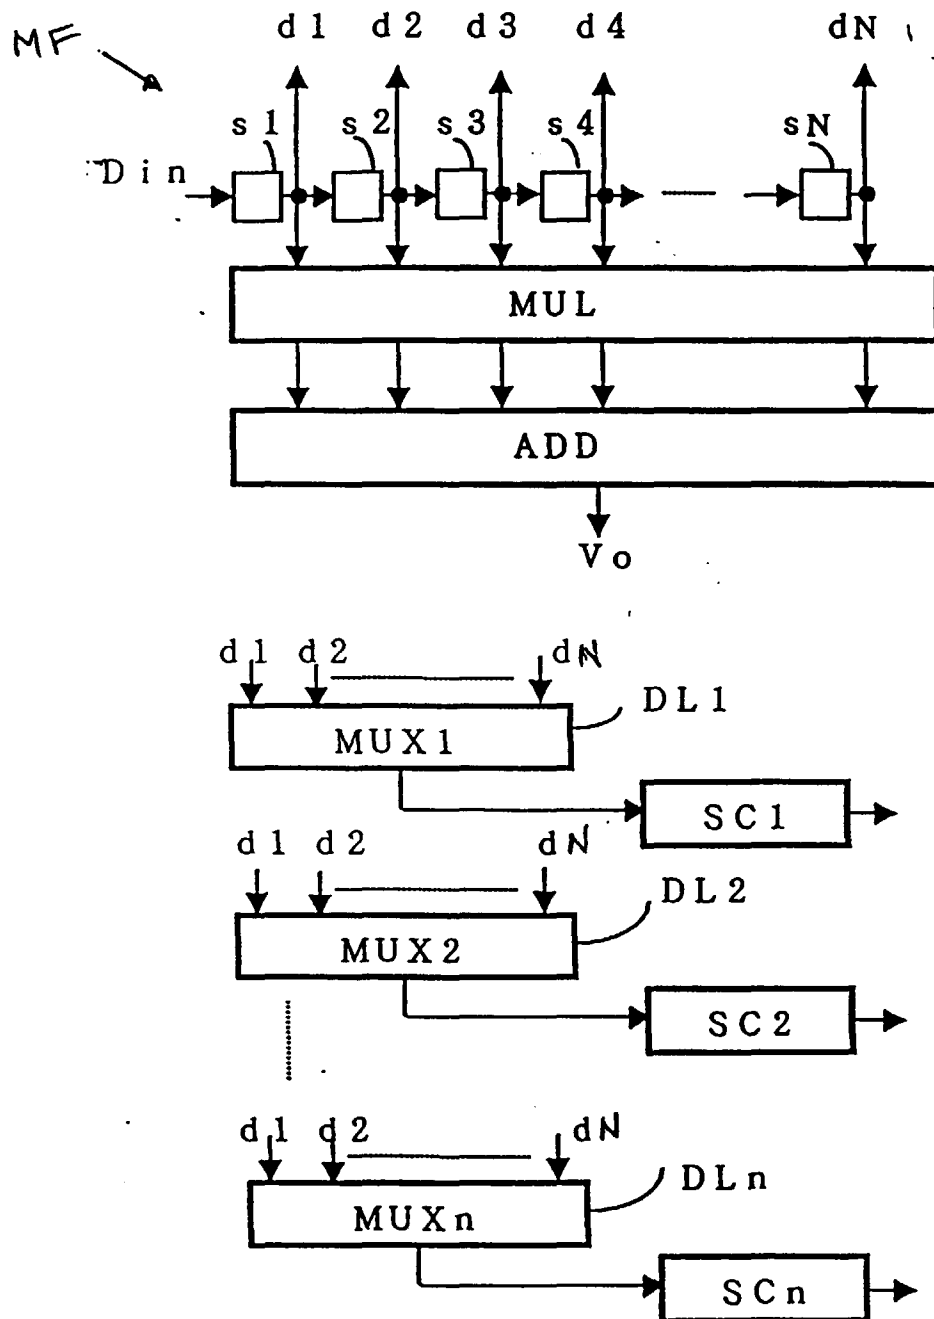 d1 d2 d3 d4 dN
MF
s1 s2 s3 s4 sN
Din
MUL
ADD
Vo
d1 d2 dN
DL1
MUX1
SC1
d1 d2 dN
DL2
MUX2
SC2
d1 d2 dN
DLn
MUXn
SCn